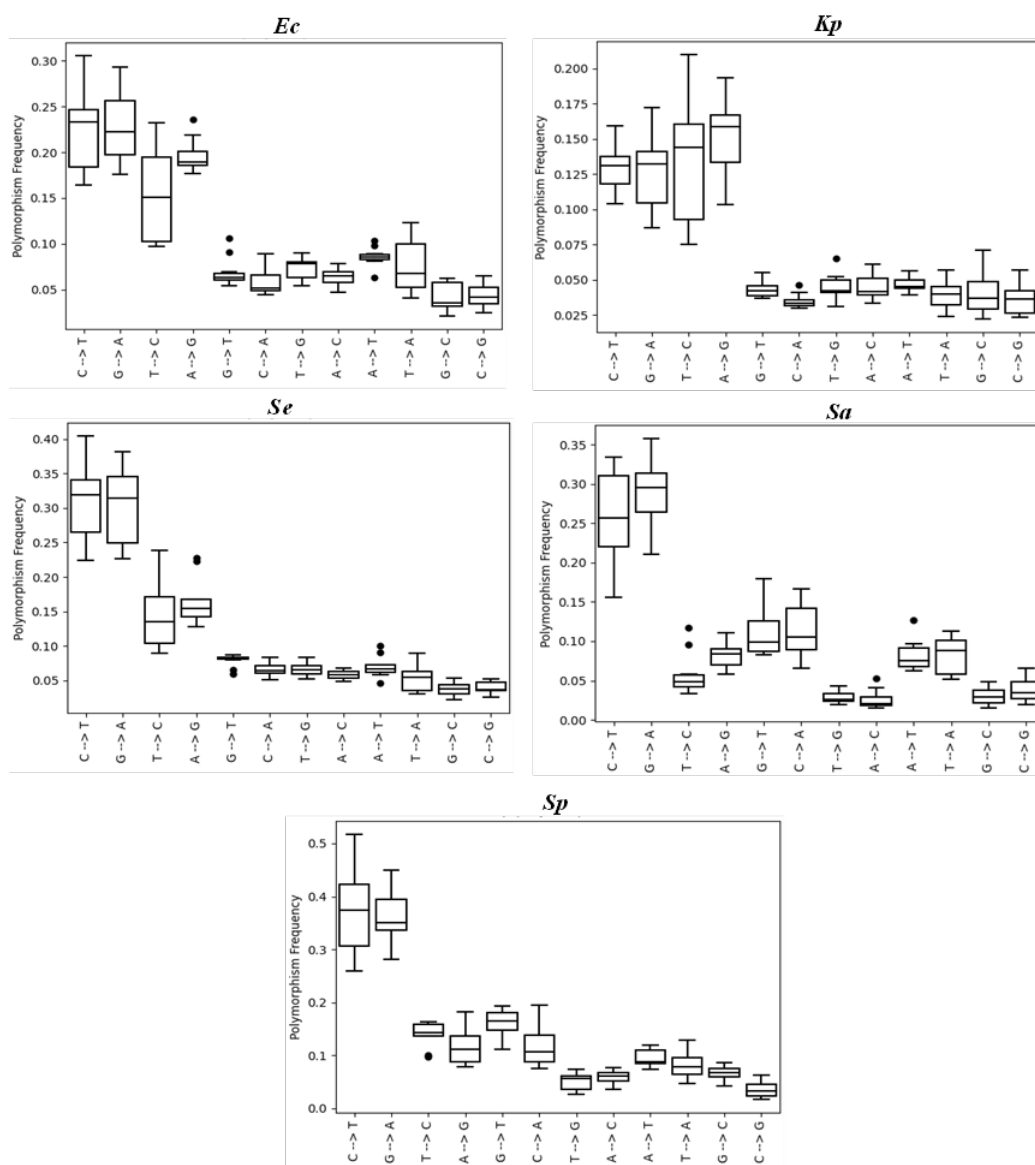 Ec
Polymorphism Frequency
0.30
0.25
0.20
0.15
0.10
0.05
C-->T
G-->A
T-->C
A-->G
G-->T
C-->A
T-->G
A-->C
A-->T
T-->A
G-->C
C-->G
Kp
Polymorphism Frequency
0.200
0.175
0.150
0.125
0.100
0.075
0.050
0.025
C-->T
G-->A
T-->C
A-->G
G-->T
C-->A
T-->G
A-->C
A-->T
T-->A
G-->C
C-->G
Se
Polymorphism Frequency
0.40
0.35
0.30
0.25
0.20
0.15
0.10
0.05
C-->T
G-->A
T-->C
A-->G
G-->T
C-->A
T-->G
A-->C
A-->T
T-->A
G-->C
C-->G
Sa
Polymorphism Frequency
0.35
0.30
0.25
0.20
0.15
0.10
0.05
0.00
C-->T
G-->A
T-->C
A-->G
G-->T
C-->A
T-->G
A-->C
A-->T
T-->A
G-->C
C-->G
Sp
Polymorphism Frequency
0.5
0.4
0.3
0.2
0.1
0.0
C-->T
G-->A
T-->C
A-->G
G-->T
C-->A
T-->G
A-->C
A-->T
T-->A
G-->C
C-->G